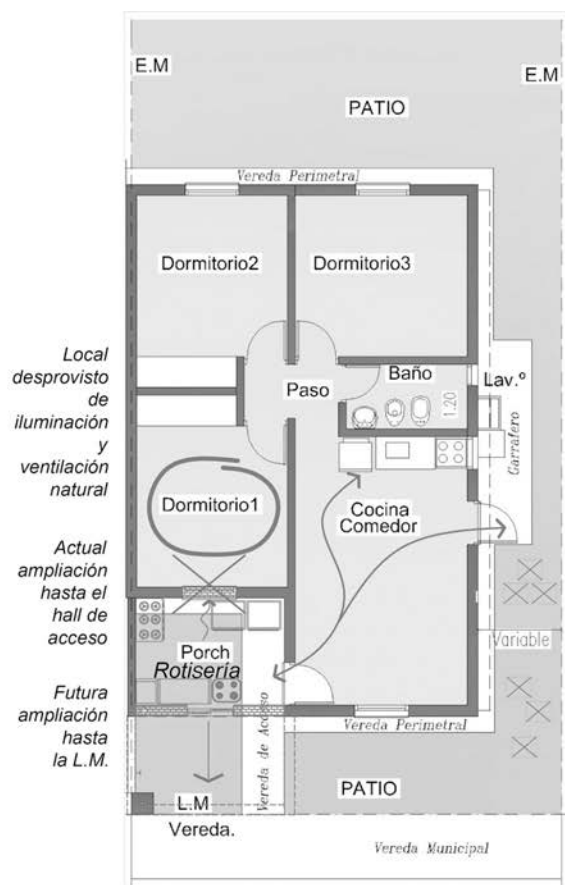 E.M
E.M
PATIO
Vereda Perimetral
Dormitorio2
Dormitorio3
Local
desprovisto
de
iluminación
y
ventilación
natural
Paso
Baño
1.20
Lav.º
Garrafero
Dormitorio1
Cocina
Comedor
Actual
ampliación
hasta el
hall de
acceso
Porch
Rotisería
Variable
Futura
ampliación
hasta
la L.M.
Vereda de Acceso
Vereda Perimetral
PATIO
L.M
Vereda.
Vereda Municipal